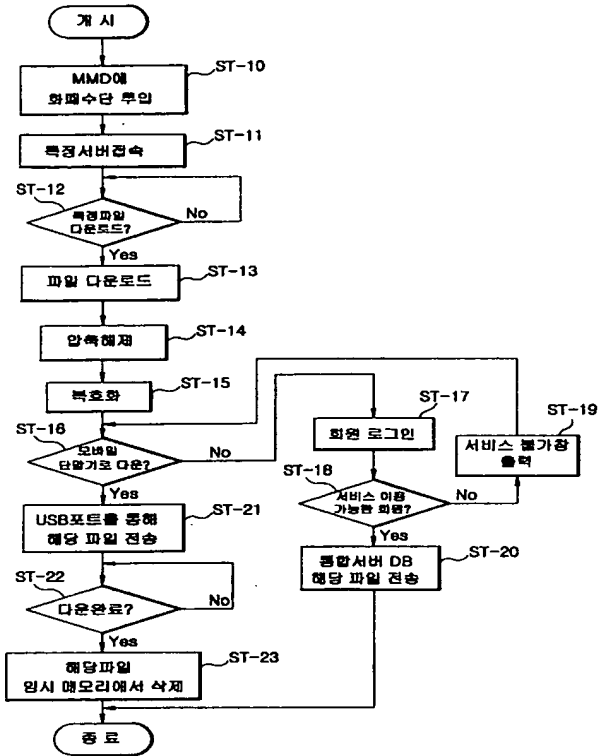 개 시
MMD에
화폐수단 투입
ST-10
특정서버접속
ST-11
ST-12
특정파일
다운로드?
No
Yes
파일 다운로드
ST-13
압축해제
ST-14
복호화
ST-15
ST-16
모바일
단말기로 다운?
No
Yes
회원 로그인
ST-17
ST-18
서비스 이용
가능한 회원?
No
Yes
서비스 불가창
출력
ST-19
통합서버 DB
해당 파일 전송
ST-20
USB포트를 통해
해당 파일 전송
ST-21
ST-22
다운완료?
No
Yes
해당파일
임시 메모리에서 삭제
ST-23
종 료